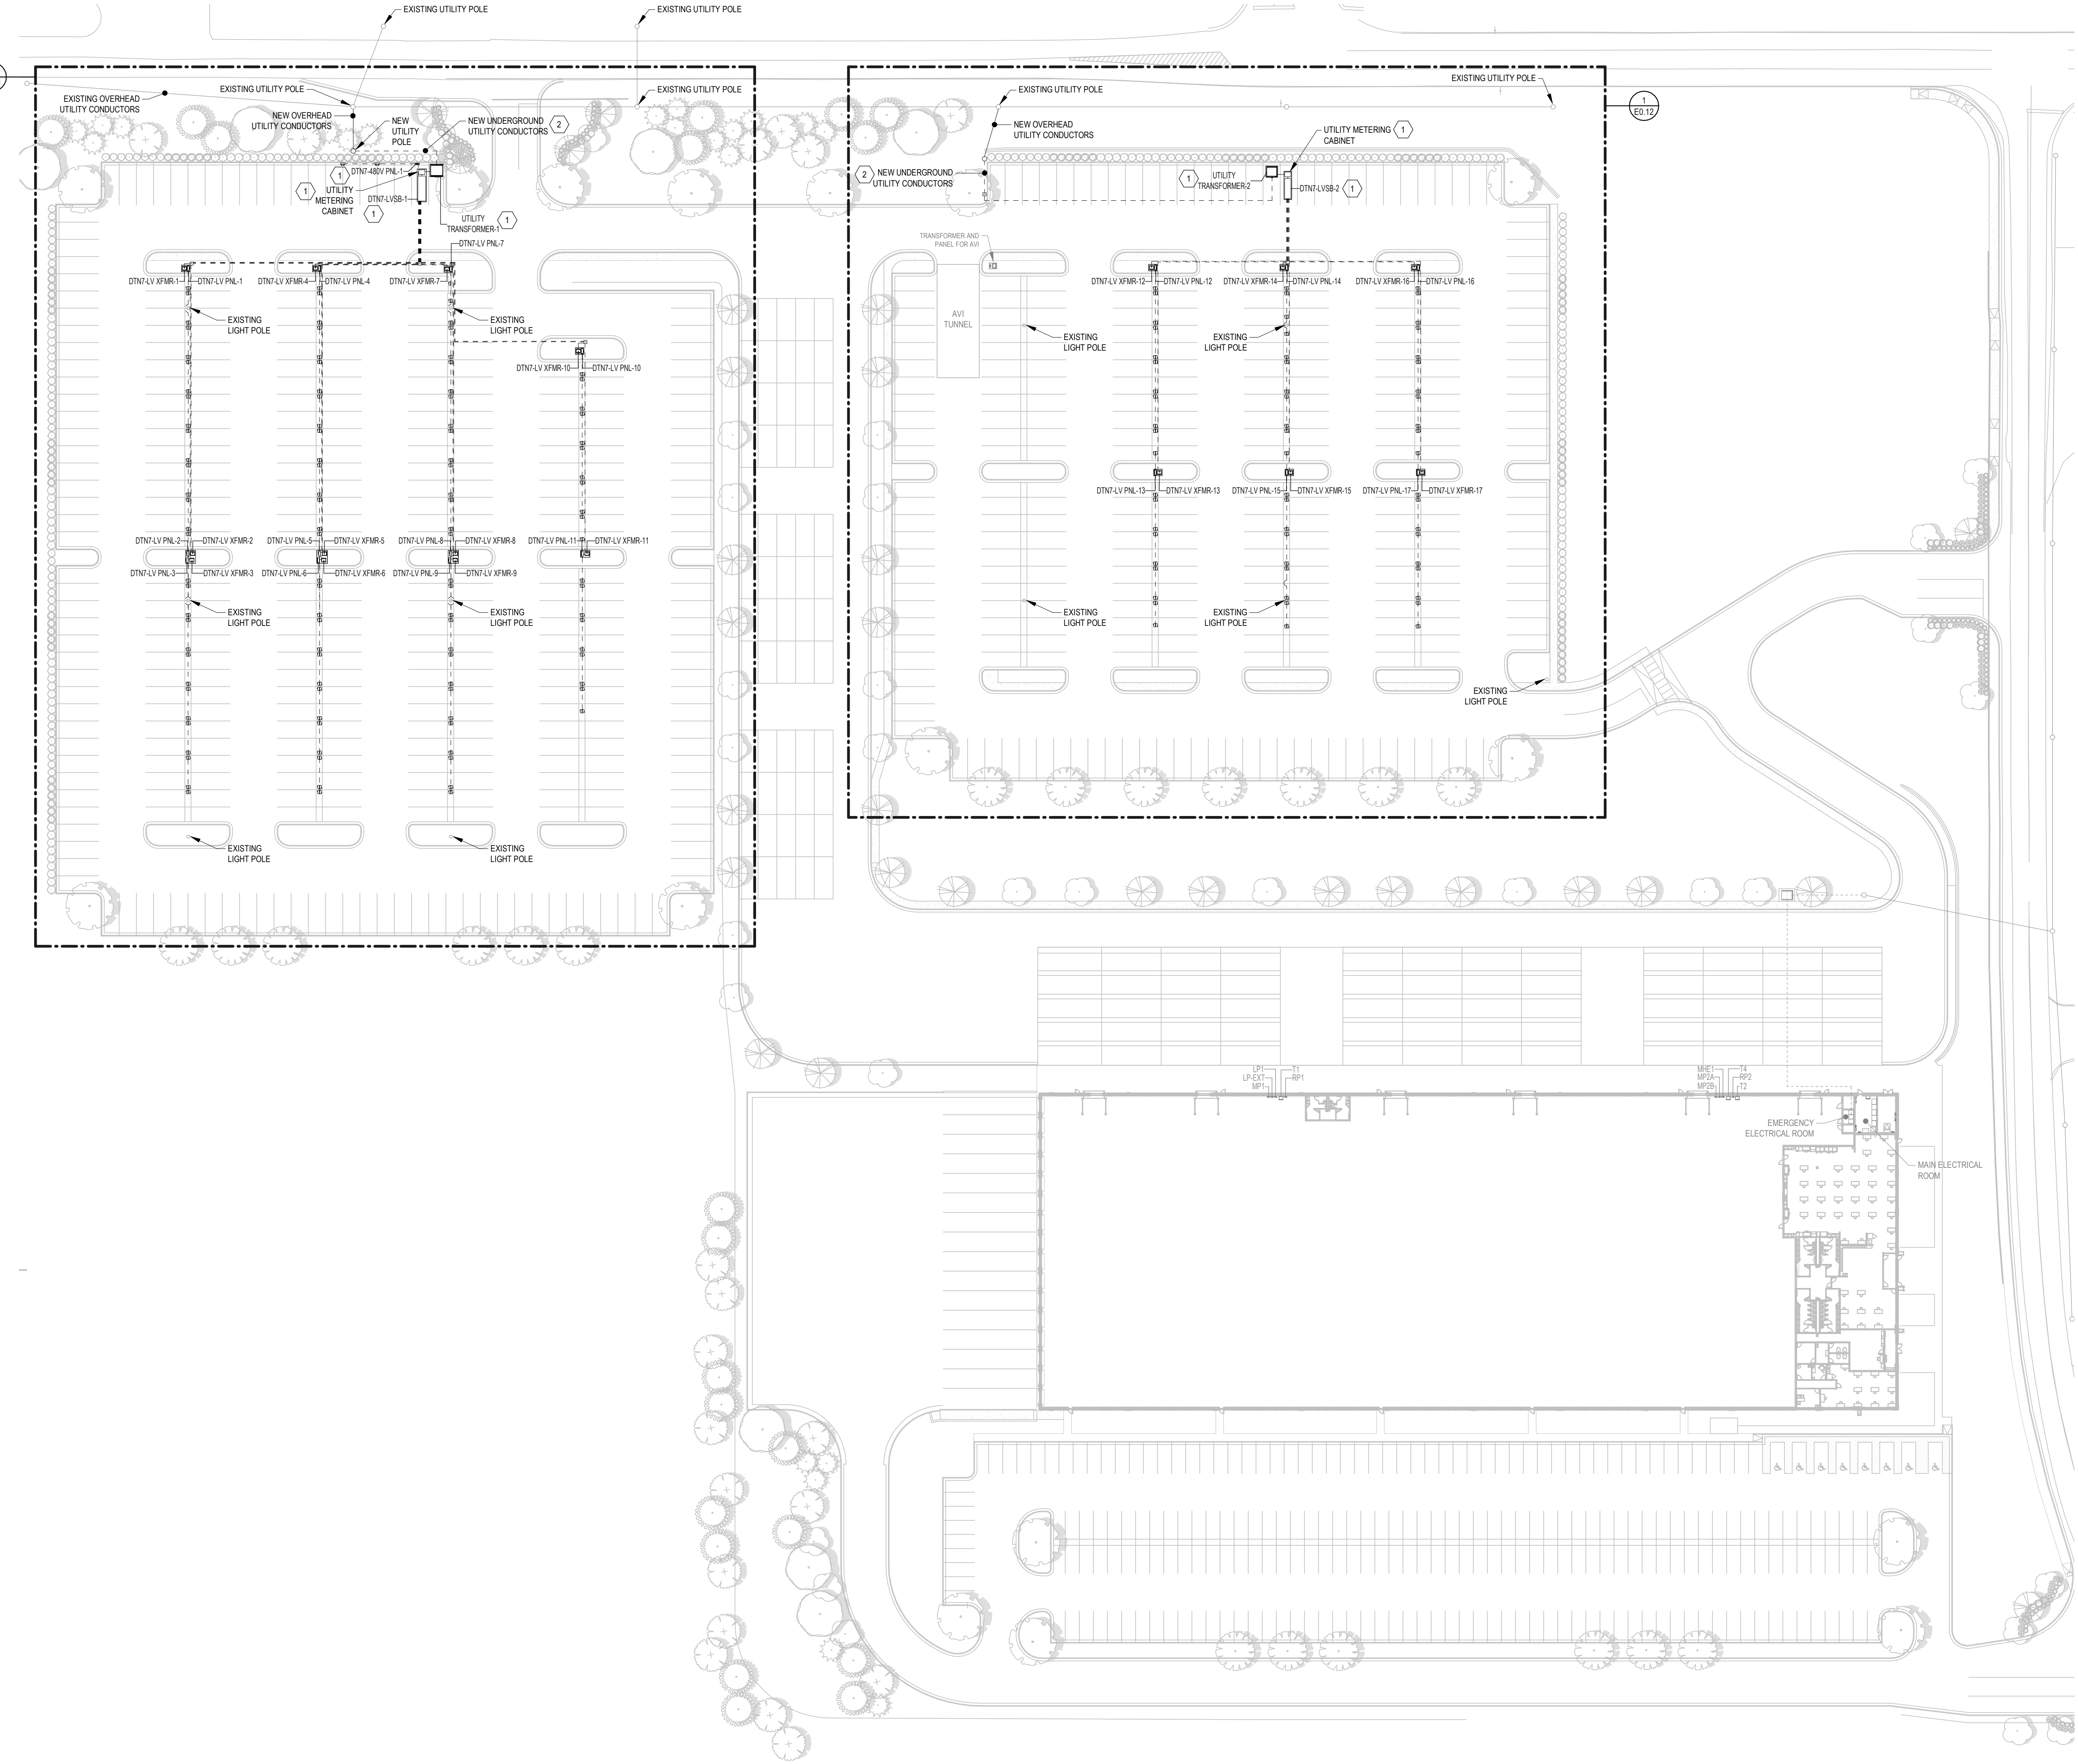 EXISTING UTILITY POLE
EXISTING UTILITY POLE
EXISTING OVERHEAD
UTILITY CONDUCTORS
EXISTING UTILITY POLE
NEW OVERHEAD
UTILITY CONDUCTORS
NEW
UTILITY
POLE
NEW UNDERGROUND
UTILITY CONDUCTORS
2
EXISTING UTILITY POLE
EXISTING UTILITY POLE
NEW OVERHEAD
UTILITY CONDUCTORS
EXISTING UTILITY POLE
1
E0.12
UTILITY METERING
CABINET
1
DTN7-480V PNL-1
1
1
UTILITY
METERING
CABINET
DTN7-LVSB-1
1
UTILITY
TRANSFORMER-1
1
2
NEW UNDERGROUND
UTILITY CONDUCTORS
1
UTILITY
TRANSFORMER-2
DTN7-LVSB-2
1
DTN7-LV PNL-7
DTN7-LV XFMR-1
DTN7-LV PNL-1
DTN7-LV XFMR-4
DTN7-LV PNL-4
DTN7-LV XFMR-7
TRANSFORMER AND
PANEL FOR AVI
DTN7-LV XFMR-12
DTN7-LV PNL-12
DTN7-LV XFMR-14
DTN7-LV PNL-14
DTN7-LV XFMR-16
DTN7-LV PNL-16
EXISTING
LIGHT POLE
EXISTING
LIGHT POLE
AVI
TUNNEL
EXISTING
LIGHT POLE
EXISTING
LIGHT POLE
DTN7-LV XFMR-10
DTN7-LV PNL-10
DTN7-LV PNL-13
DTN7-LV XFMR-13
DTN7-LV PNL-15
DTN7-LV XFMR-15
DTN7-LV PNL-17
DTN7-LV XFMR-17
DTN7-LV PNL-2
DTN7-LV XFMR-2
DTN7-LV PNL-5
DTN7-LV XFMR-5
DTN7-LV PNL-8
DTN7-LV XFMR-8
DTN7-LV PNL-11
DTN7-LV XFMR-11
DTN7-LV PNL-3
DTN7-LV XFMR-3
DTN7-LV PNL-6
DTN7-LV XFMR-6
DTN7-LV PNL-9
DTN7-LV XFMR-9
EXISTING
LIGHT POLE
EXISTING
LIGHT POLE
EXISTING
LIGHT POLE
EXISTING
LIGHT POLE
EXISTING
LIGHT POLE
EXISTING
LIGHT POLE
EXISTING
LIGHT POLE
LP1
LP-EXT
MP1
T1
RP1
MHE1
MP2A
MP2B
T4
RP2
T2
EMERGENCY
ELECTRICAL ROOM
MAIN ELECTRICAL
ROOM